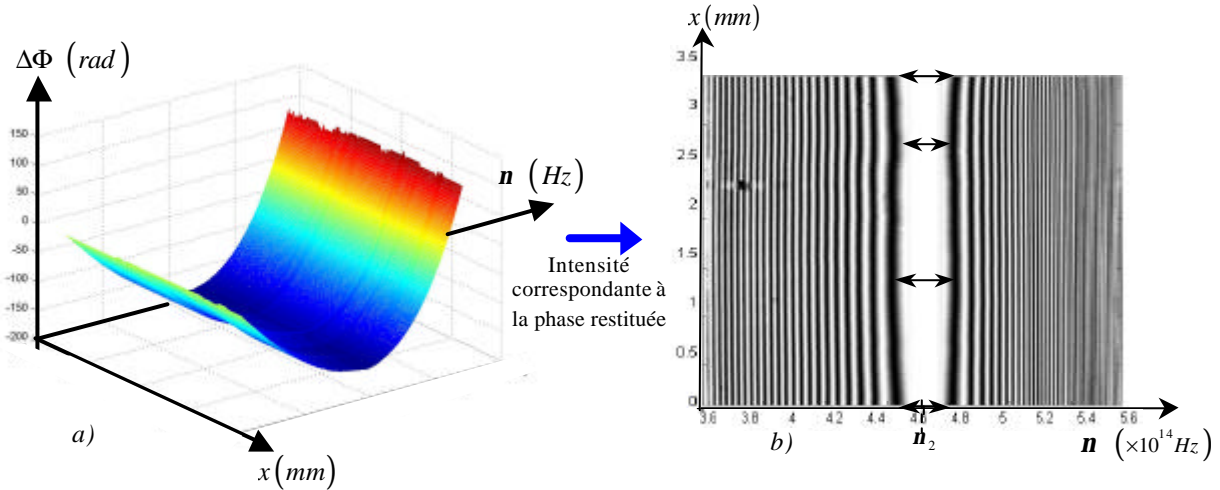 ΔΦ (rad)
150
100
50
0
-50
-100
-150
-200
n (Hz)
x (mm)
a)
Intensité
correspondante à
la phase restituée
x (mm)
3.5
3
2.5
2
1.5
1
0.5
0
3.6 3.8 4 4.2 4.4 4.6 4.8 5 5.2 5.4 5.6
n₂
b)
n (×10¹⁴ Hz)